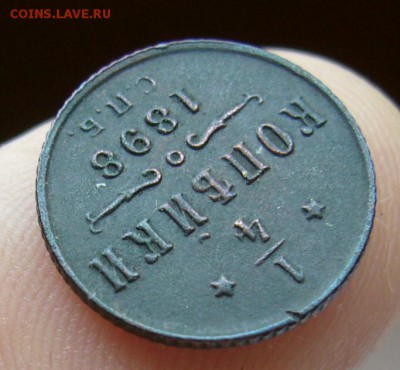 COINS.LAVE.RU
1/4
КОПѢЙКИ
1898
С.П.Б.